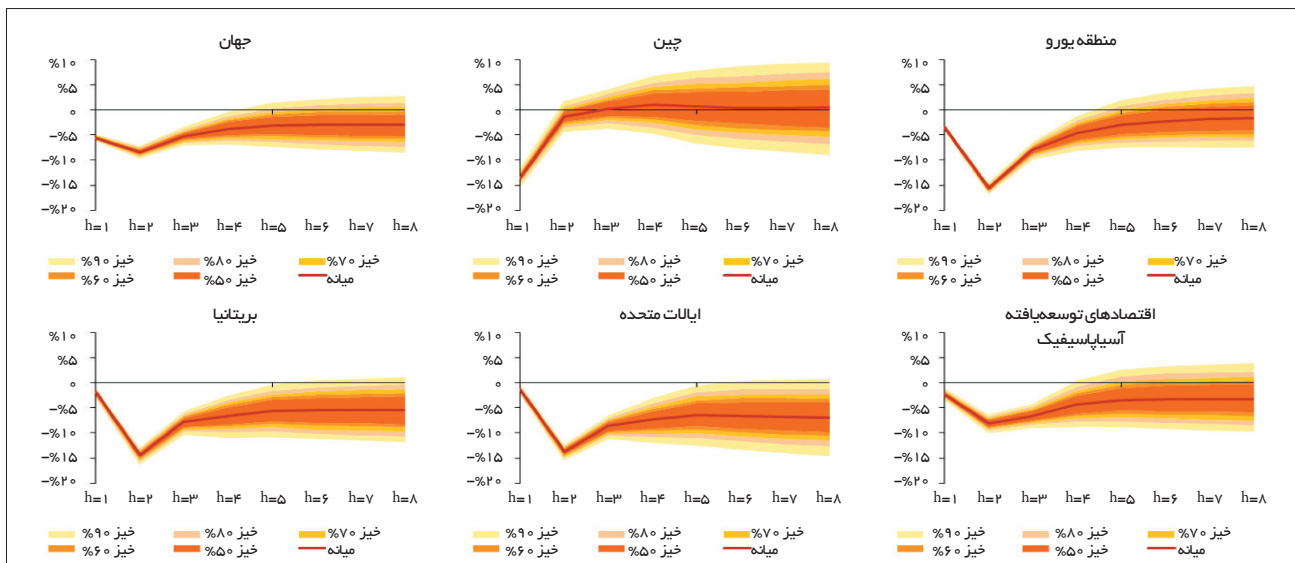 جهان
%۱۰
%۵
۰
-%۵
-%۱۰
-%۱۵
-%۲۰
h=۱ h=۲ h=۳ h=۴ h=۵ h=۶ h=۷ h=۸
خیز ۹۰% خیز ۸۰% خیز ۷۰%
خیز ۶۰% خیز ۵۰% میانه
چین
%۱۰
%۵
۰
-%۵
-%۱۰
-%۱۵
-%۲۰
h=۱ h=۲ h=۳ h=۴ h=۵ h=۶ h=۷ h=۸
خیز ۹۰% خیز ۸۰% خیز ۷۰%
خیز ۶۰% خیز ۵۰% میانه
منطقه یورو
%۱۰
%۵
۰
-%۵
-%۱۰
-%۱۵
-%۲۰
h=۱ h=۲ h=۳ h=۴ h=۵ h=۶ h=۷ h=۸
خیز ۹۰% خیز ۸۰% خیز ۷۰%
خیز ۶۰% خیز ۵۰% میانه
بریتانیا
%۱۰
%۵
۰
-%۵
-%۱۰
-%۱۵
-%۲۰
h=۱ h=۲ h=۳ h=۴ h=۵ h=۶ h=۷ h=۸
خیز ۹۰% خیز ۸۰% خیز ۷۰%
خیز ۶۰% خیز ۵۰% میانه
ایالات متحده
%۱۰
%۵
۰
-%۵
-%۱۰
-%۱۵
-%۲۰
h=۱ h=۲ h=۳ h=۴ h=۵ h=۶ h=۷ h=۸
خیز ۹۰% خیز ۸۰% خیز ۷۰%
خیز ۶۰% خیز ۵۰% میانه
اقتصادهای توسعه‌یافته
آسیاپاسیفیک
%۱۰
%۵
۰
-%۵
-%۱۰
-%۱۵
-%۲۰
h=۱ h=۲ h=۳ h=۴ h=۵ h=۶ h=۷ h=۸
خیز ۹۰% خیز ۸۰% خیز ۷۰%
خیز ۶۰% خیز ۵۰% میانه